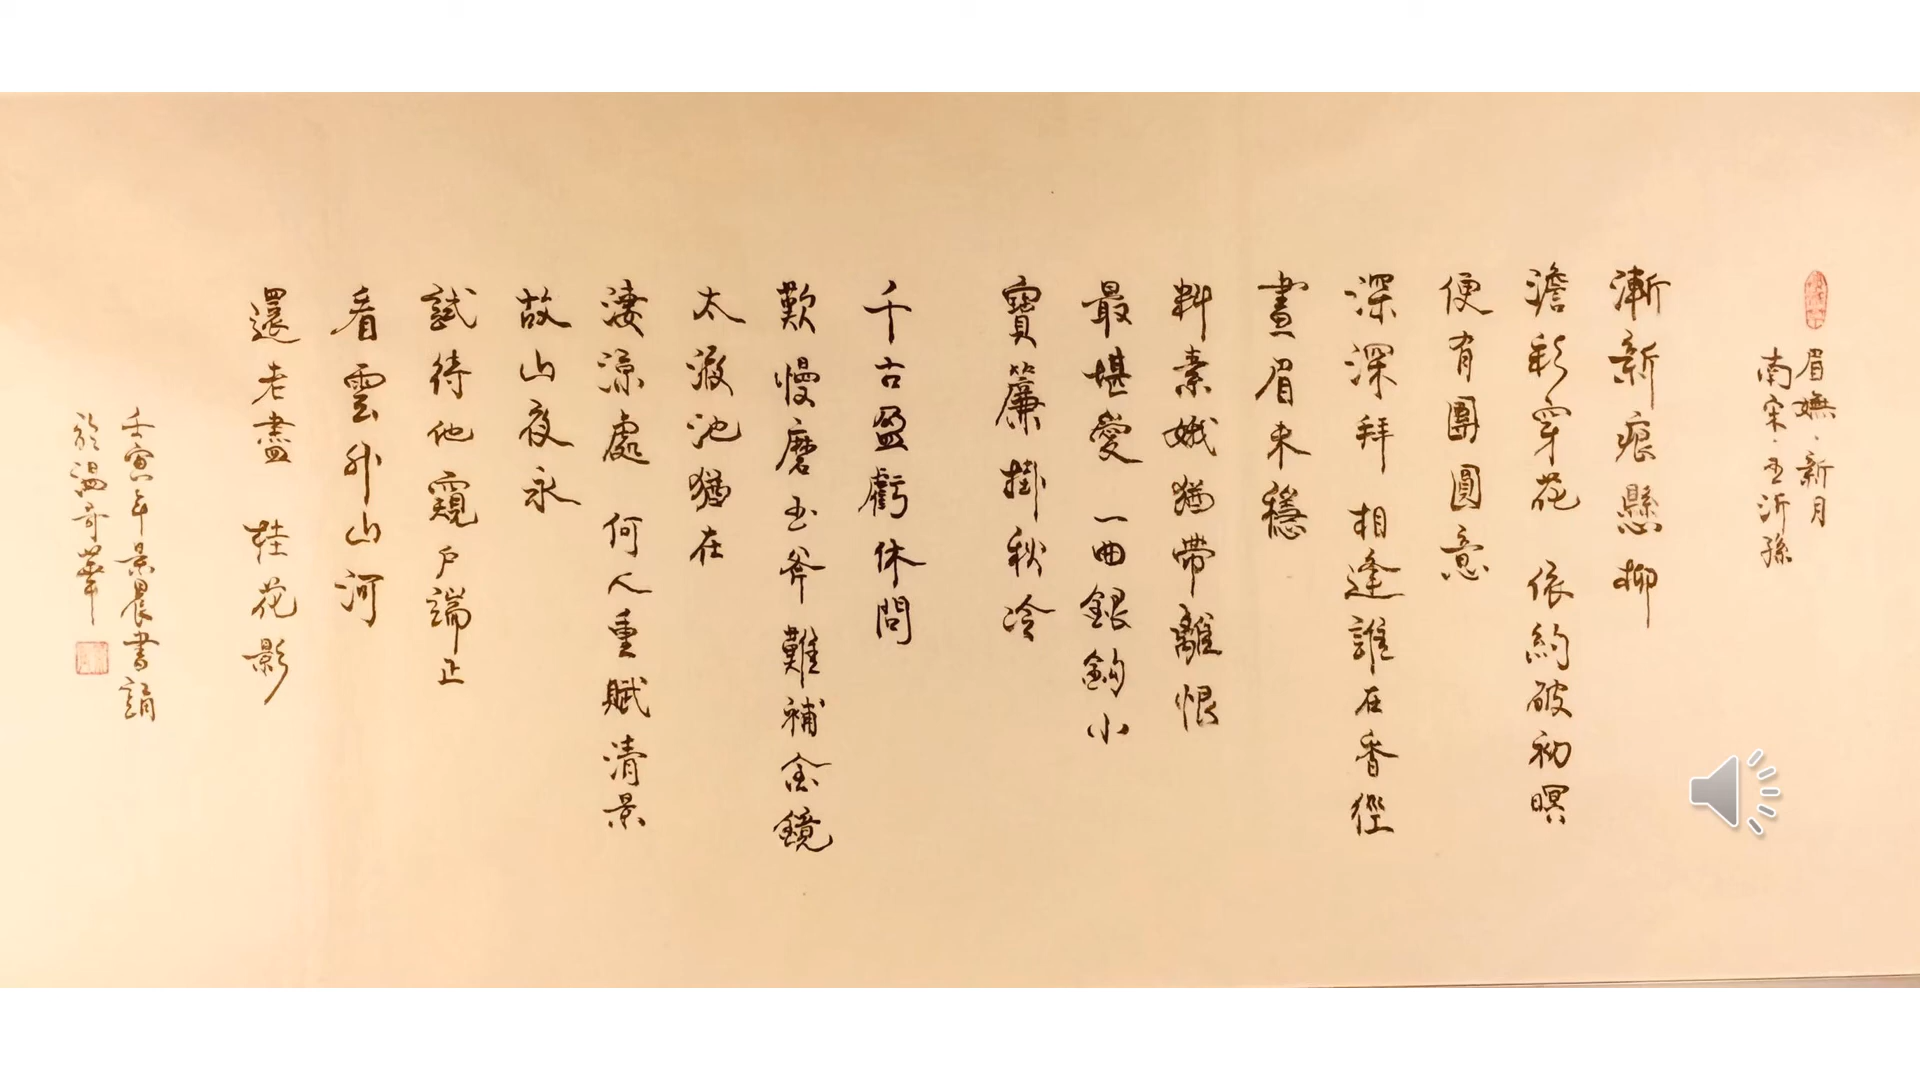 眉嫵·新月
南宋·王沂孫
漸新痕懸柳
澹彩穿花 依約破初暝
便有團圓意
深深拜 相逢誰在香徑
畫眉未穩
料素娥猶帶離恨
最堪愛 一曲銀鈎小
寶簾掛秋冷
千古盈虧休問
歎慢磨玉斧 難補金鏡
太液池猶在
淒涼處 何人重賦清景
故山夜永
試待他窺戶端正
看雲外山河
還老盡 桂花影
壬寅年景晨書誦
於溫哥華